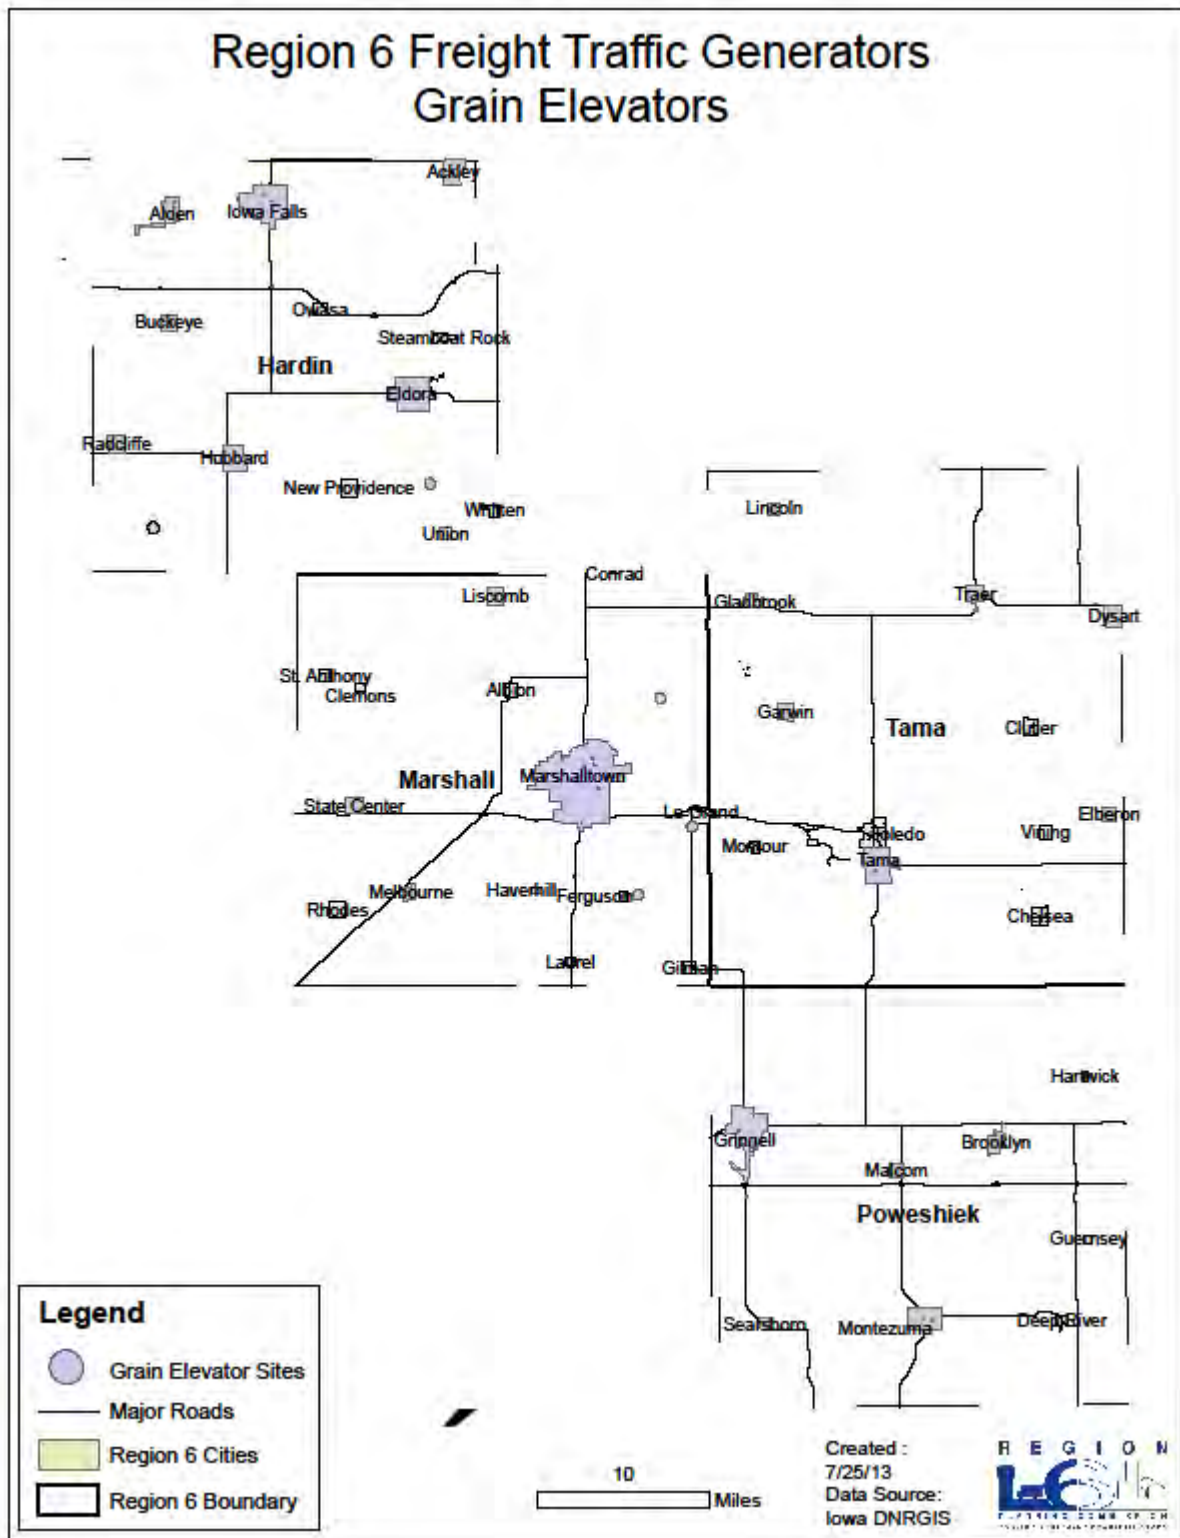 Region 6 Freight Traffic Generators
Grain Elevators
Ackley
Alden
Iowa Falls
Owasa
Buckeye
Steamboat Rock
Hardin
Eldora
Radcliffe
Hubbard
New Providence
Whitten
Union
Lincoln
Conrad
Liscomb
Gladbrook
Traer
Dysart
St. Anthony
Clemons
Albion
Garwin
Tama
Clutier
Marshalltown
Marshall
State Center
Le Grand
Elberon
Toledo
Vining
Montour
Tama
Melbourne
Haverhill
Ferguson
Rhodes
Chelsea
Laurel
Gilman
Hartwick
Grinnell
Brooklyn
Malcom
Poweshiek
Guernsey
Searsboro
Montezuma
Deep River
Legend
Grain Elevator Sites
Major Roads
Region 6 Cities
Region 6 Boundary
10
Miles
Created :
7/25/13
Data Source:
Iowa DNRGIS
REGION